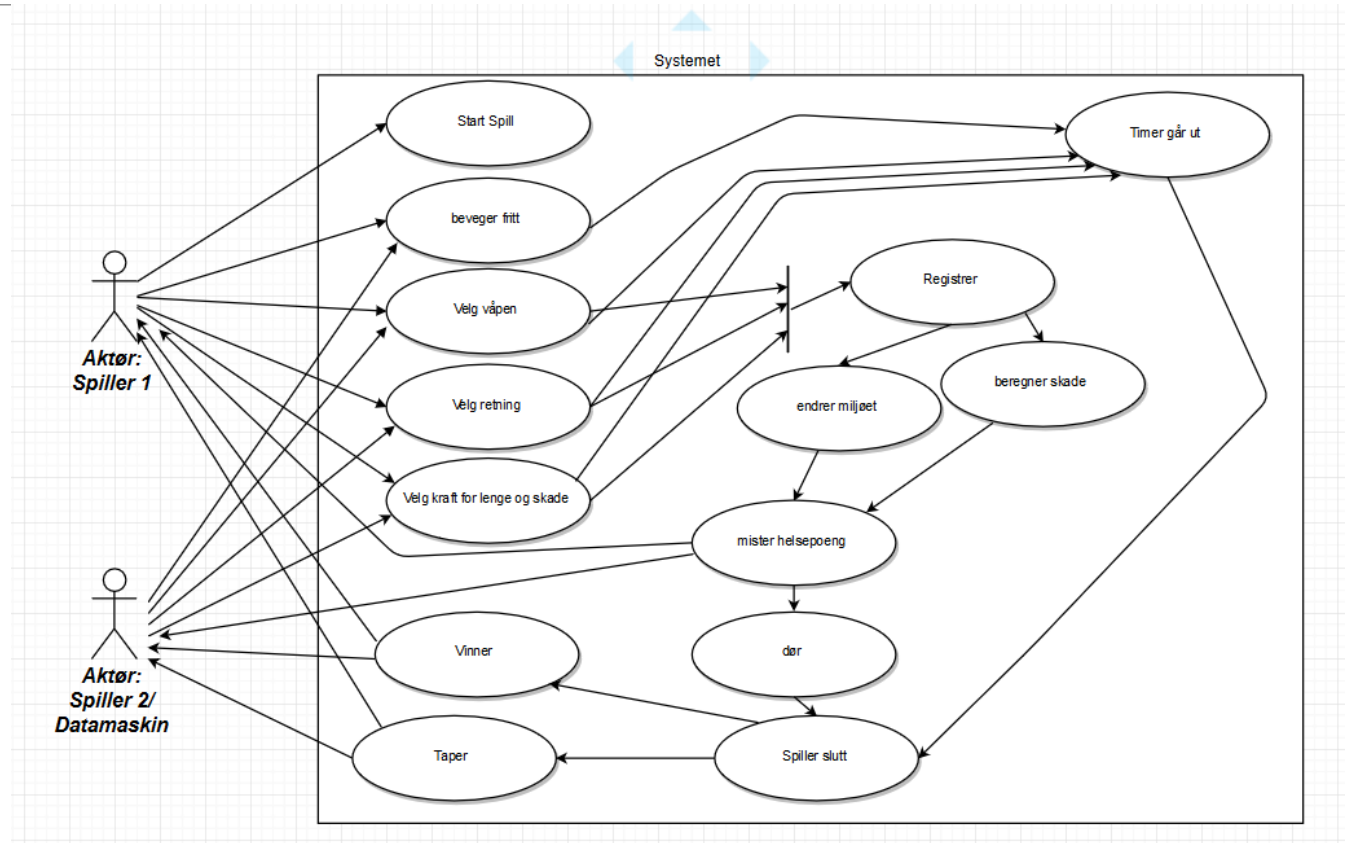 Systemet
Start Spill
Timer går ut
beveger fritt
Registrer
Velg våpen
Aktør:
Spiller 1
beregner skade
Velg retning
endrer miljøet
Velg kraft for lenge og skade
mister helsepoeng
Vinner
dør
Aktør:
Spiller 2/
Datamaskin
Taper
Spiller slutt